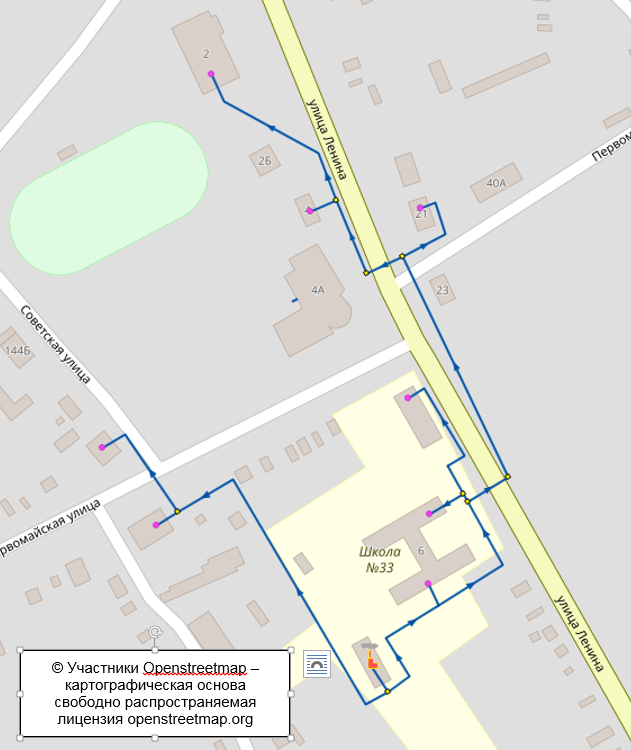 2
улица Ленина
Первом
2Б
40А
21
4А
23
Советская улица
144Б
Школа
№33
6
рвомайская улица
улица Ленина
© Участники Openstreetmap –
картографическая основа
свободно распространяемая
лицензия openstreetmap.org